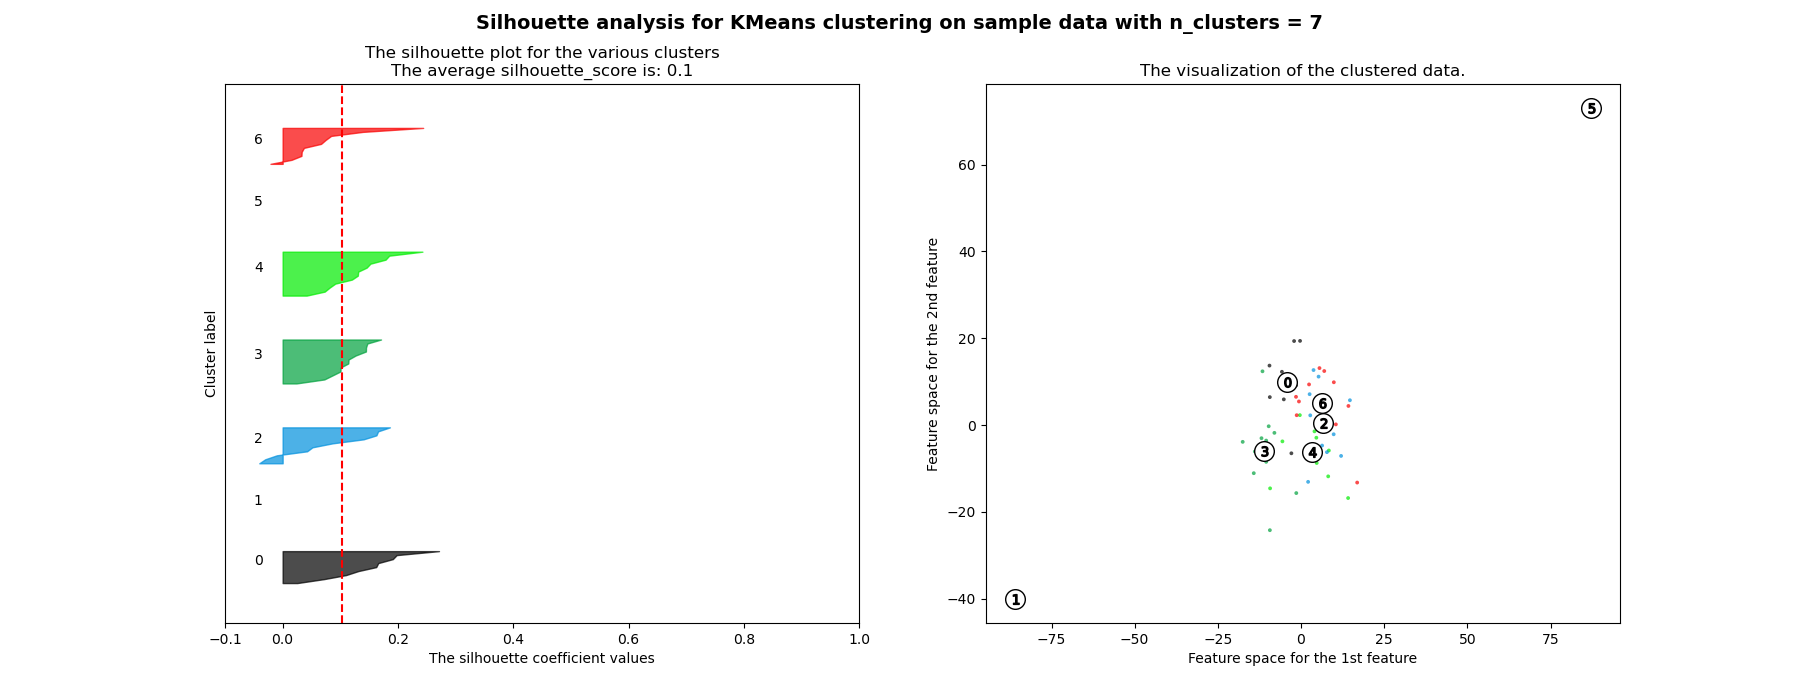 Silhouette analysis for KMeans clustering on sample data with n_clusters = 7
The silhouette plot for the various clusters
The average silhouette_score is: 0.1
Cluster label
6
5
4
3
2
1
0
−0.1 0.0 0.2 0.4 0.6 0.8 1.0
The silhouette coefficient values
The visualization of the clustered data.
Feature space for the 2nd feature
60
40
20
0
−20
−40
5
0
6
2
3
4
1
−75 −50 −25 0 25 50 75
Feature space for the 1st feature